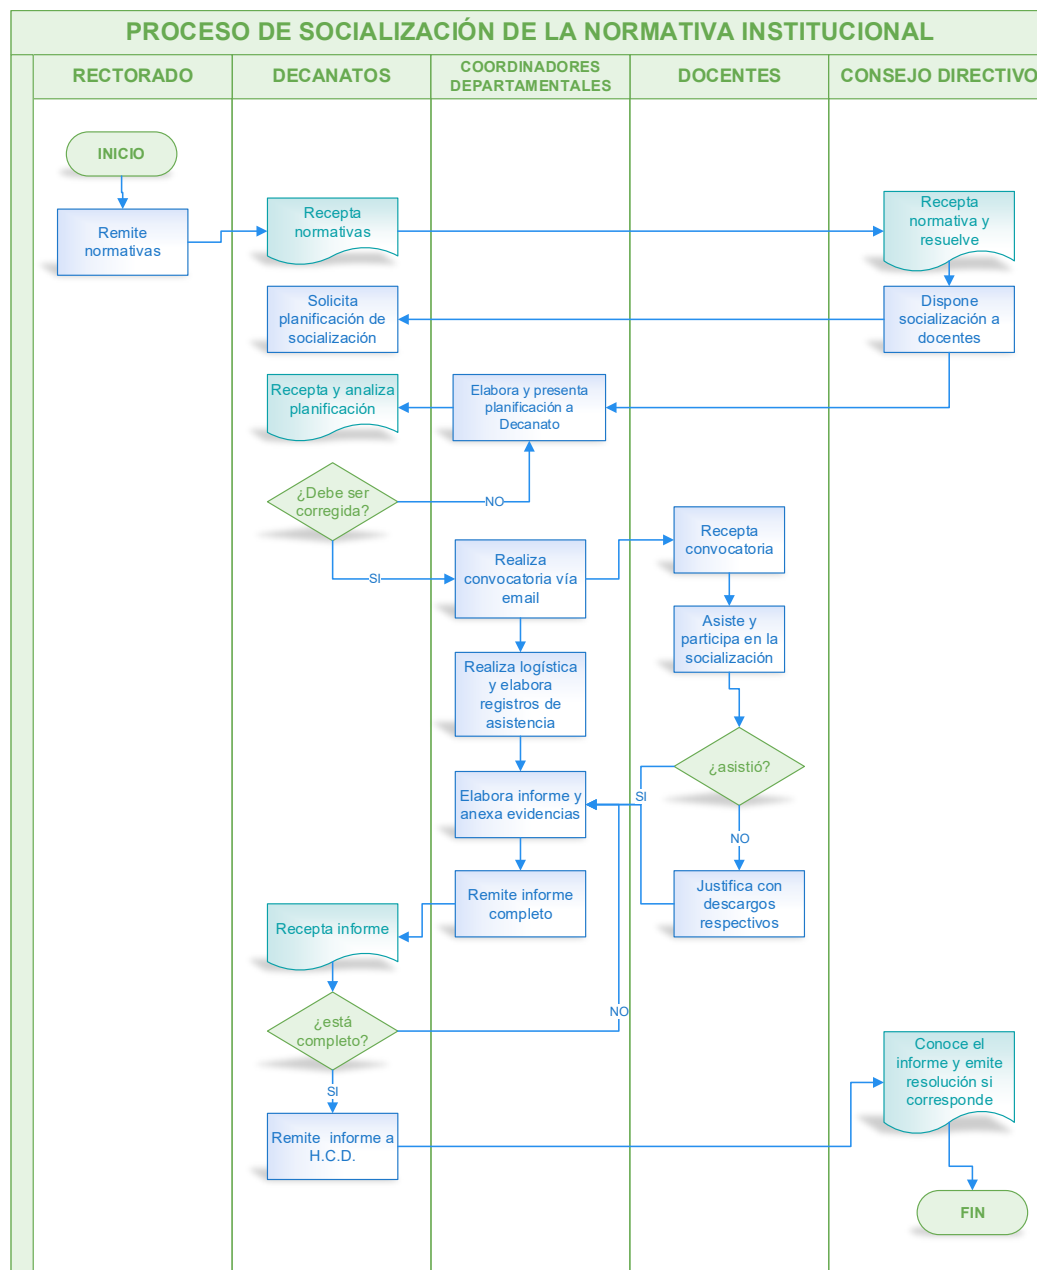 PROCESO DE SOCIALIZACIÓN DE LA NORMATIVA INSTITUCIONAL
RECTORADO
DECANATOS
COORDINADORES
DEPARTAMENTALES
DOCENTES
CONSEJO DIRECTIVO
INICIO
Remite
normativas
Recepta
normativas
Recepta
normativa y
resuelve
Solicita
planificación de
socialización
Dispone
socialización a
docentes
Recepta y analiza
planificación
Elabora y presenta
planificación a
Decanato
¿Debe ser
corregida?
NO
SI
Realiza
convocatoria vía
email
Recepta
convocatoria
Asiste y
participa en la
socialización
Realiza logística
y elabora
registros de
asistencia
¿asistió?
SI
NO
Elabora informe y
anexa evidencias
Justifica con
descargos
respectivos
Remite informe
completo
Recepta informe
¿está
completo?
NO
SI
Remite informe a
H.C.D.
Conoce el
informe y emite
resolución si
corresponde
FIN